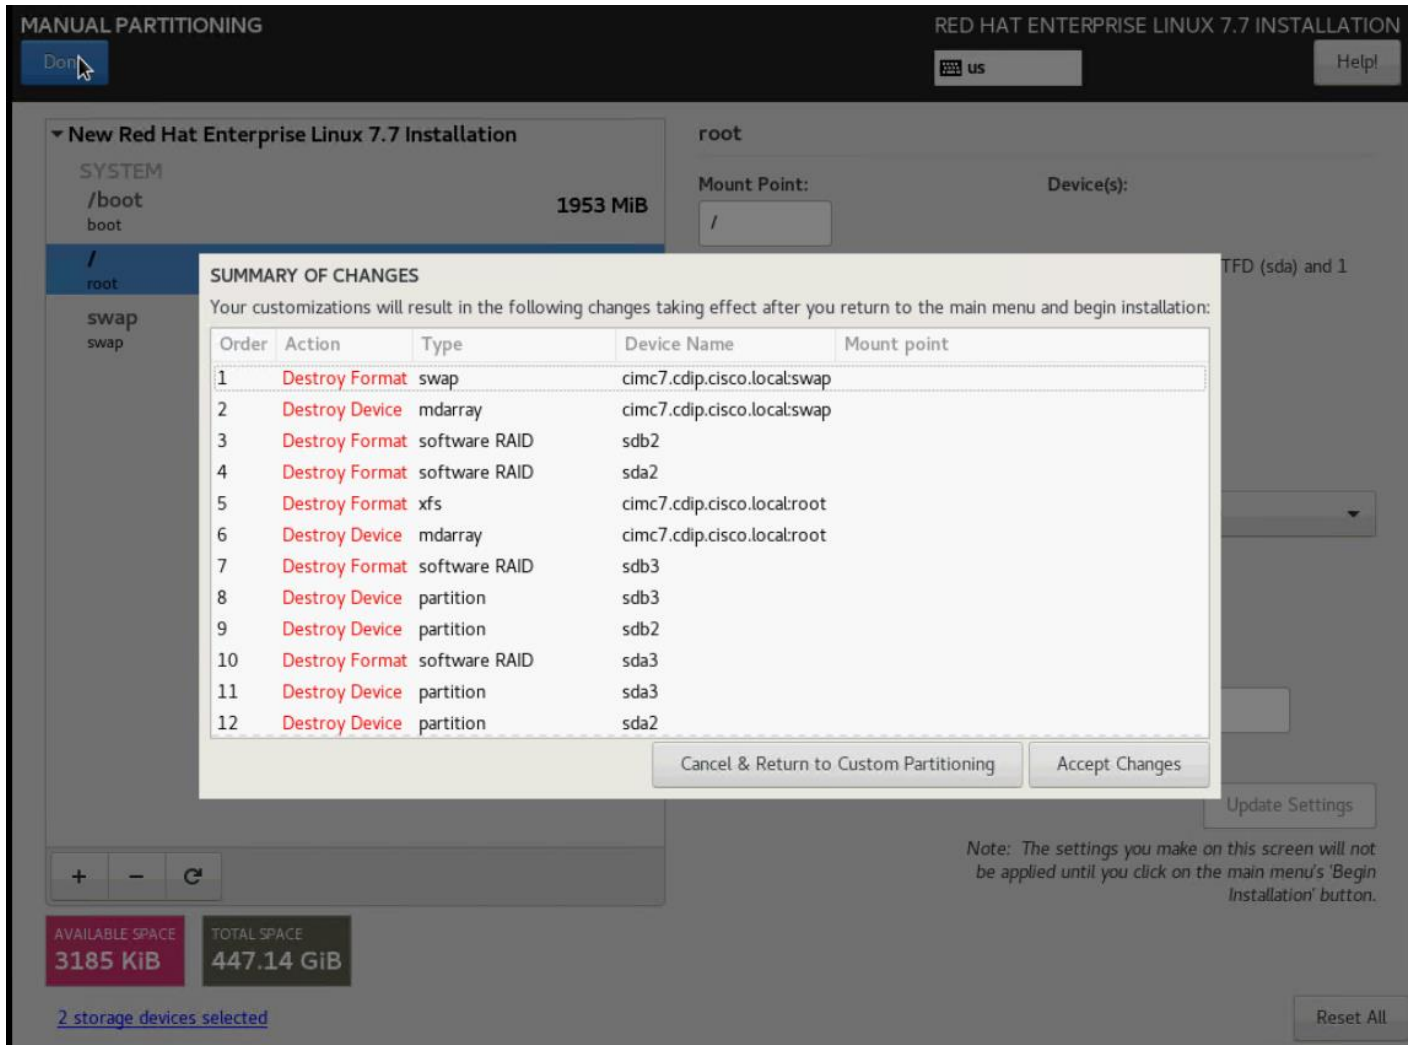 MANUAL PARTITIONING
RED HAT ENTERPRISE LINUX 7.7 INSTALLATION
Don
us
Help!
New Red Hat Enterprise Linux 7.7 Installation
SYSTEM
/boot
boot
1953 MiB
/
root
swap
swap
root
Mount Point:
Device(s):
/
TFD (sda) and 1
SUMMARY OF CHANGES
Your customizations will result in the following changes taking effect after you return to the main menu and begin installation:
Order Action Type Device Name Mount point
1 Destroy Format swap cimc7.cdip.cisco.local:swap
2 Destroy Device mdarray cimc7.cdip.cisco.local:swap
3 Destroy Format software RAID sdb2
4 Destroy Format software RAID sda2
5 Destroy Format xfs cimc7.cdip.cisco.local:root
6 Destroy Device mdarray cimc7.cdip.cisco.local:root
7 Destroy Format software RAID sdb3
8 Destroy Device partition sdb3
9 Destroy Device partition sdb2
10 Destroy Format software RAID sda3
11 Destroy Device partition sda3
12 Destroy Device partition sda2
Cancel & Return to Custom Partitioning
Accept Changes
Update Settings
Note: The settings you make on this screen will not
be applied until you click on the main menu's 'Begin
Installation' button.
+ −
AVAILABLE SPACE
3185 KiB
TOTAL SPACE
447.14 GiB
2 storage devices selected
Reset All